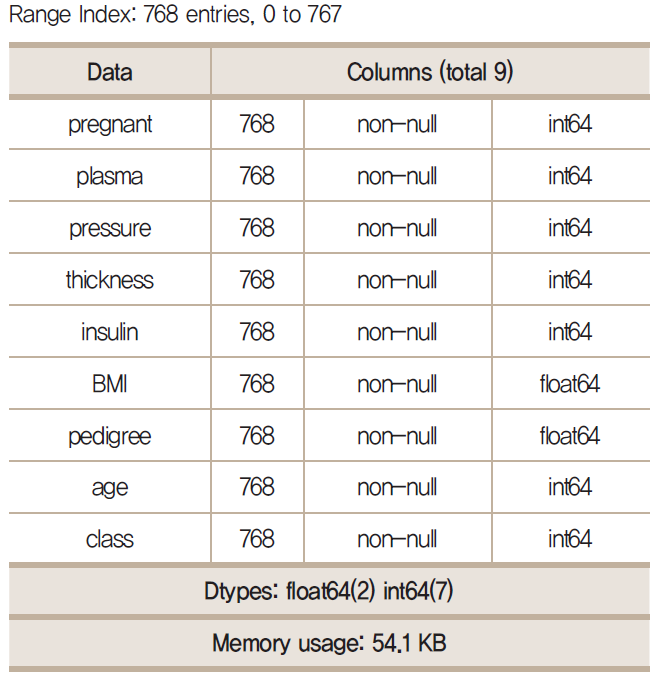 Range Index: 768 entries, 0 to 767
Data Columns (total 9)
pregnant 768 non-null int64
plasma 768 non-null int64
pressure 768 non-null int64
thickness 768 non-null int64
insulin 768 non-null int64
BMI 768 non-null float64
pedigree 768 non-null float64
age 768 non-null int64
class 768 non-null int64
Dtypes: float64(2) int64(7)
Memory usage: 54.1 KB